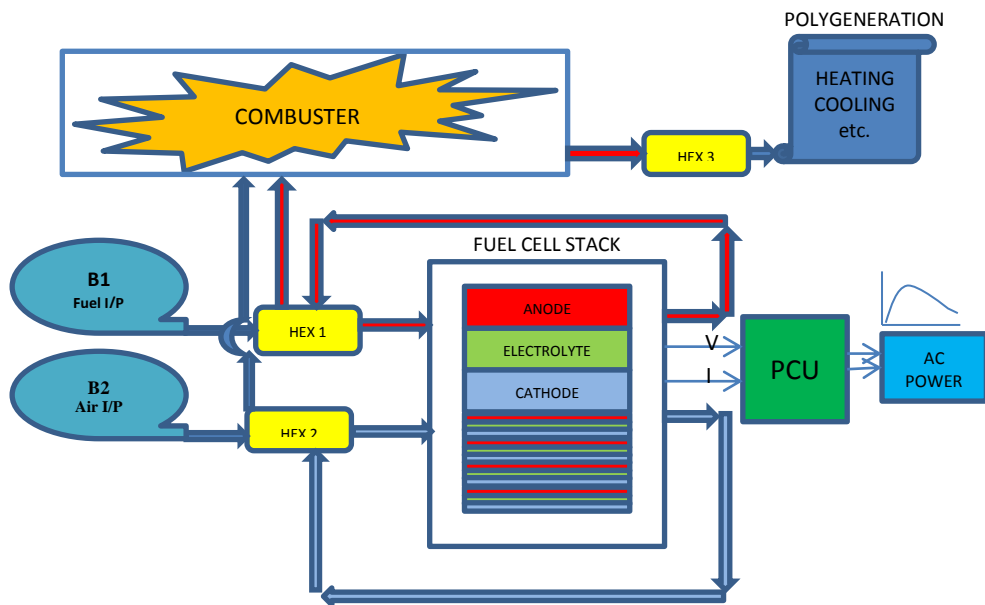 POLYGENERATION
HEATING
COOLING
etc.
COMBUSTER
HEX 3
FUEL CELL STACK
B1
Fuel I/P
HEX 1
ANODE
ELECTROLYTE
CATHODE
V
I
PCU
AC
POWER
B2
Air I/P
HEX 2